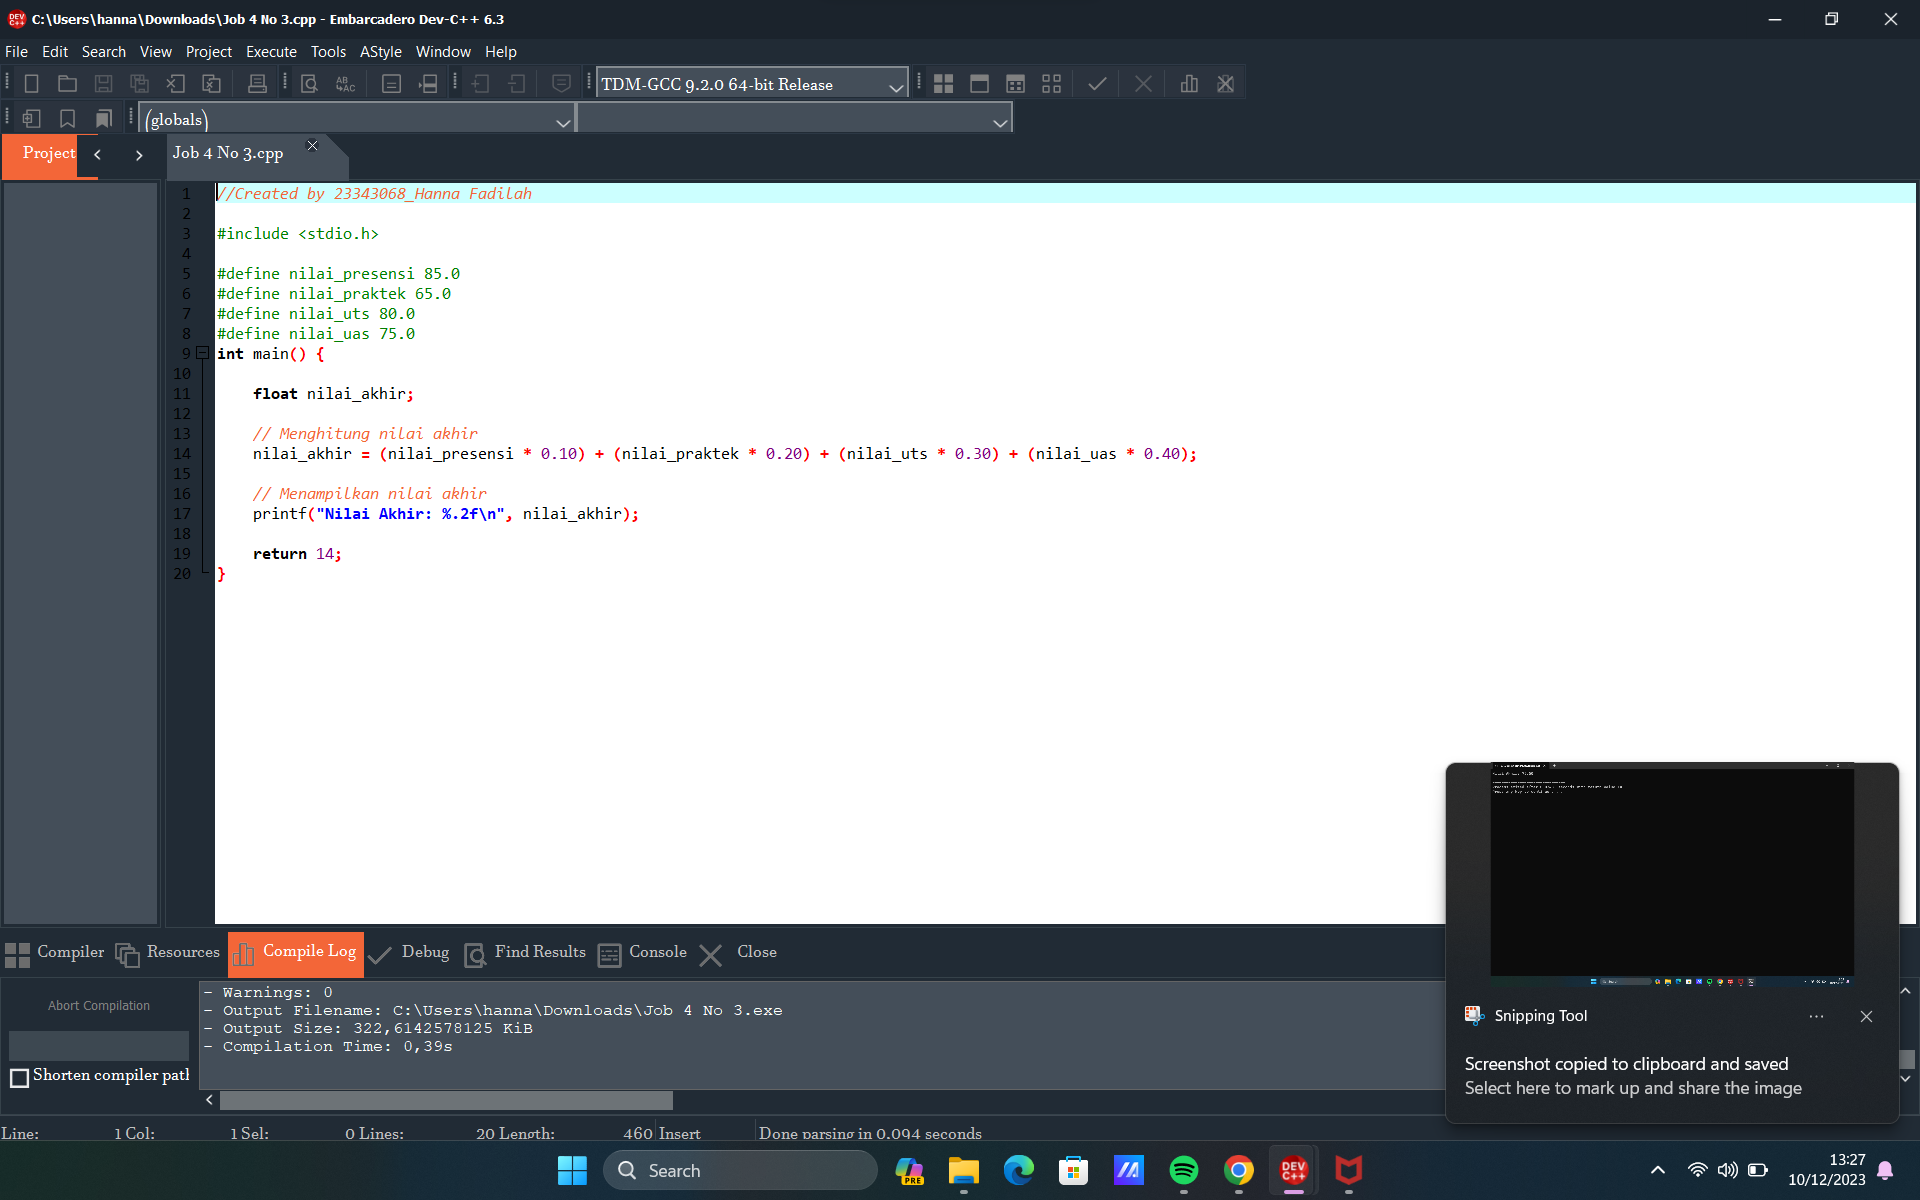 C:\Users\hanna\Downloads\Job 4 No 3.cpp - Embarcadero Dev-C++ 6.3
File Edit Search View Project Execute Tools AStyle Window Help
TDM-GCC 9.2.0 64-bit Release
(globals)
Project
Job 4 No 3.cpp
1 //Created by 23343068_Hanna Fadilah
2
3 #include <stdio.h>
4
5 #define nilai_presensi 85.0
6 #define nilai_praktek 65.0
7 #define nilai_uts 80.0
8 #define nilai_uas 75.0
9 int main() {
10
11 float nilai_akhir;
12
13 // Menghitung nilai akhir
14 nilai_akhir = (nilai_presensi * 0.10) + (nilai_praktek * 0.20) + (nilai_uts * 0.30) + (nilai_uas * 0.40);
15
16 // Menampilkan nilai akhir
17 printf("Nilai Akhir: %.2f\n", nilai_akhir);
18
19 return 14;
20 }
Compiler Resources Compile Log Debug Find Results Console Close
Abort Compilation
Shorten compiler path
- Warnings: 0
- Output Filename: C:\Users\hanna\Downloads\Job 4 No 3.exe
- Output Size: 322,6142578125 KiB
- Compilation Time: 0,39s
Snipping Tool
Screenshot copied to clipboard and saved
Select here to mark up and share the image
Line: 1 Col: 1 Sel: 0 Lines: 20 Length: 460 Insert Done parsing in 0.094 seconds
Search
PRE
DEV
C++
13:27
10/12/2023